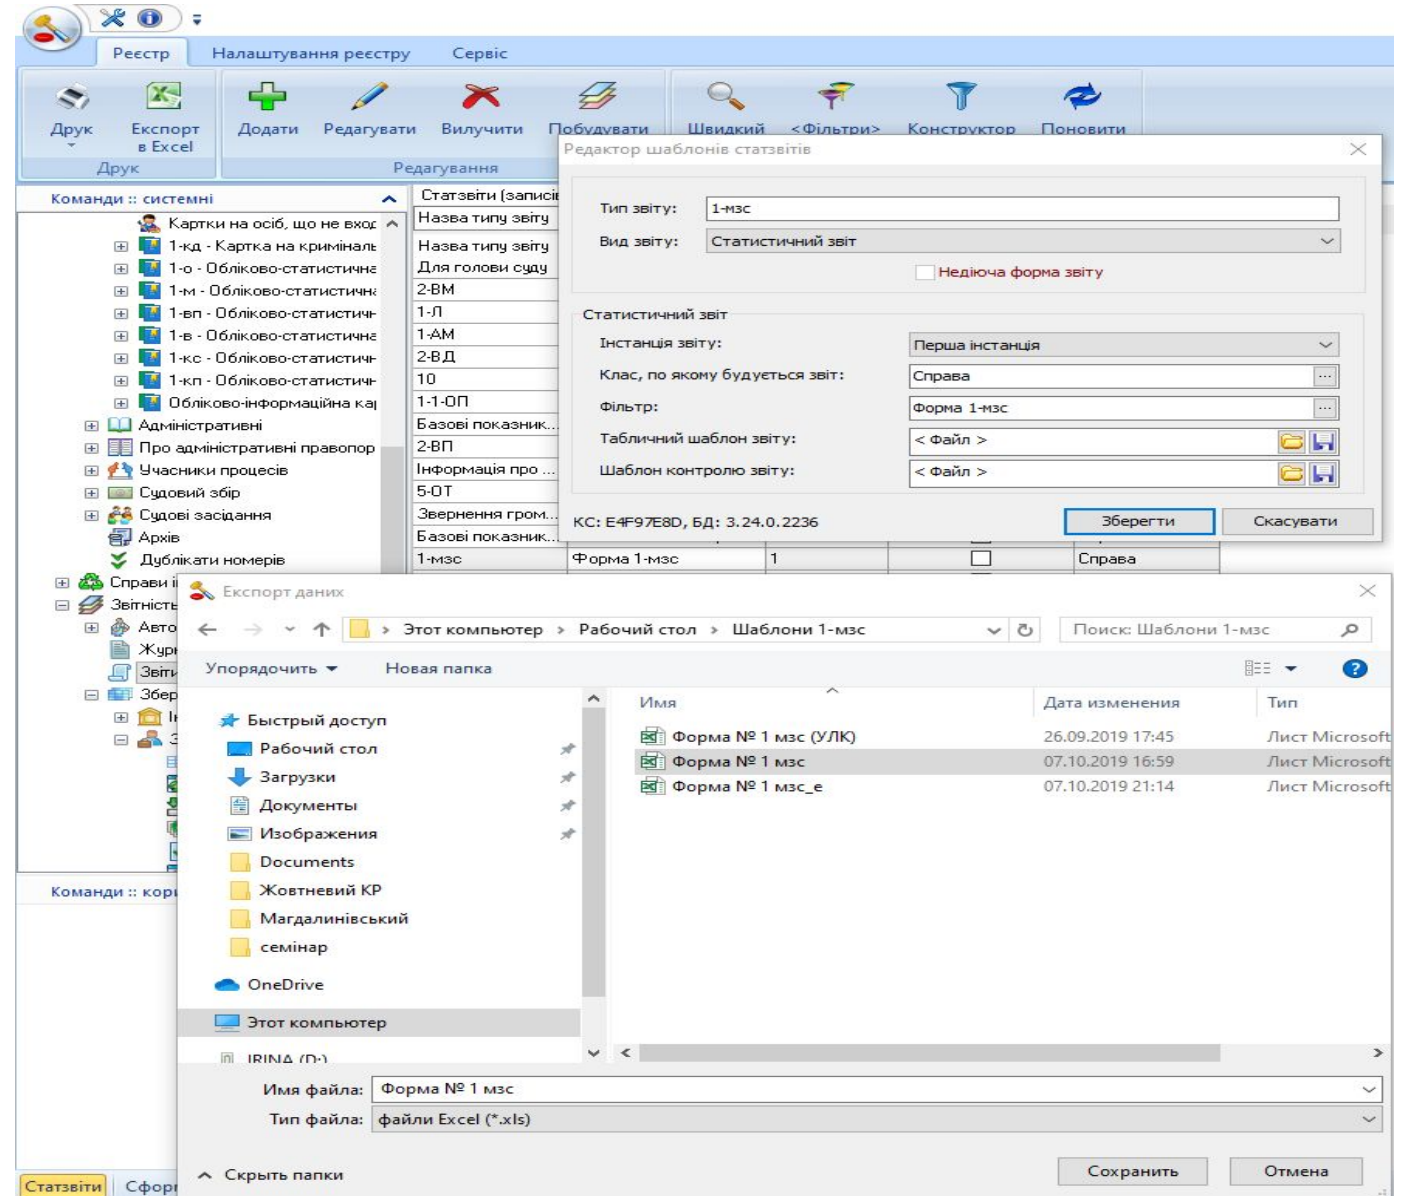 Реєстр Налаштування реєстру Сервіс
Друк Експорт в Excel Додати Редагувати Вилучити Побудувати Швидкий <Фільтри> Конструктор Поновити
Друк Редагування
Редактор шаблонів статзвітів
Тип звіту: 1-мзс
Вид звіту: Статистичний звіт
Недіюча форма звіту
Статистичний звіт
Інстанція звіту: Перша інстанція
Клас, по якому будується звіт: Справа ...
Фільтр: Форма 1-мзс ...
Табличний шаблон звіту: < Файл >
Шаблон контролю звіту: < Файл >
КС: E4F97E8D, БД: 3.24.0.2236 Зберегти Скасувати
Команди :: системні
Картки на осіб, що не вход
1-кд - Картка на криміналь
1-о - Обліково-статистична
1-м - Обліково-статистична
1-вп - Обліково-статистичн
1-в - Обліково-статистична
1-кс - Обліково-статистичн
1-кп - Обліково-статистичн
Обліково-інформаційна кар
Адміністративні
Про адміністративні правопор
Учасники процесів
Судовий збір
Судові засідання
Архів
Дублікати номерів
Справи і
Звітність
Авто
Журн
Звіти
Збер
Ін
З
Команди :: кори
Статзвіти (записі
Назва типу звіту
Назва типу звіту
Для голови суду
2-ВМ
1-Л
1-АМ
2-ВД
10
1-1-ОП
Базові показник...
2-ВП
Інформація про ...
5-ОТ
Звернення гром...
Базові показник...
1-мзс Форма 1-мзс 1 Справа
Експорт даних
Этот компьютер > Рабочий стол > Шаблони 1-мзс Поиск: Шаблони 1-мзс
Упорядочить Новая папка
Имя Дата изменения Тип
Форма № 1 мзс (УЛК) 26.09.2019 17:45 Лист Microsoft
Форма № 1 мзс 07.10.2019 16:59 Лист Microsoft
Форма № 1 мзс_е 07.10.2019 21:14 Лист Microsoft
Быстрый доступ
Рабочий стол
Загрузки
Документы
Изображения
Documents
Жовтневий КР
Магдалинівський
семінар
OneDrive
Этот компьютер
IRINA (D:)
Имя файла: Форма № 1 мзс
Тип файла: файли Excel (*.xls)
Скрыть папки Сохранить Отмена
Статзвіти Сфор